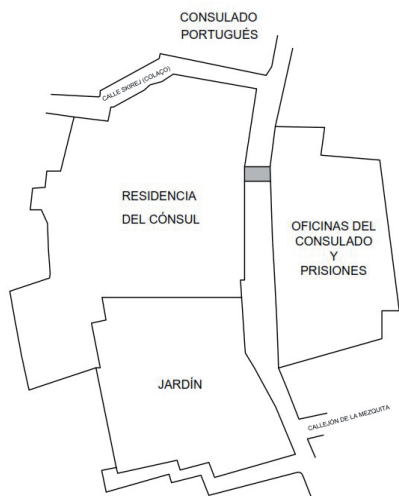 CONSULADO
PORTUGUÉS
CALLE SKIREJ (COLAÇO)
RESIDENCIA
DEL CÓNSUL
OFICINAS DEL
CONSULADO
Y
PRISIONES
JARDÍN
CALLEJÓN DE LA MEZQUITA